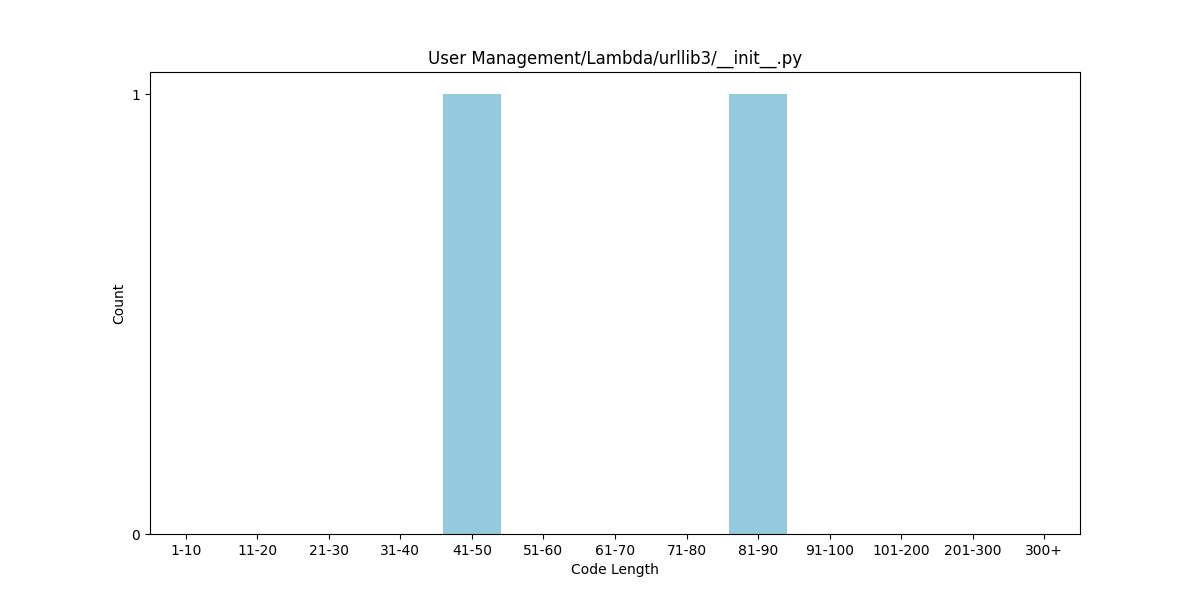 User Management/Lambda/urllib3/__init__.py
1
Count
0
1-10 11-20 21-30 31-40 41-50 51-60 61-70 71-80 81-90 91-100 101-200 201-300 300+
Code Length